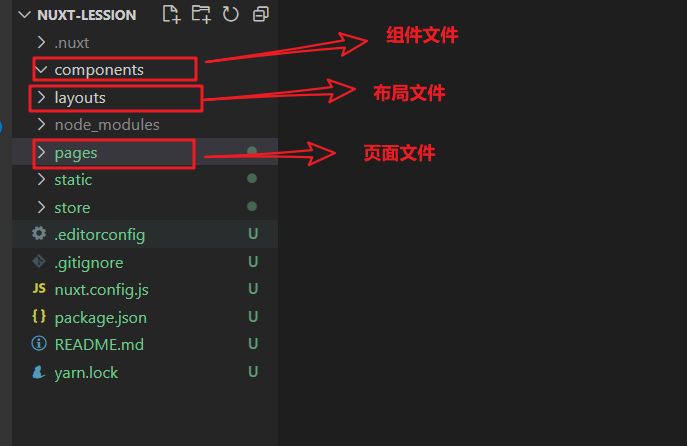 NUXT-LESSION
.nuxt
components
组件文件
layouts
布局文件
node_modules
pages
页面文件
static
store
.editorconfig U
.gitignore U
JS nuxt.config.js U
{} package.json U
README.md U
yarn.lock U